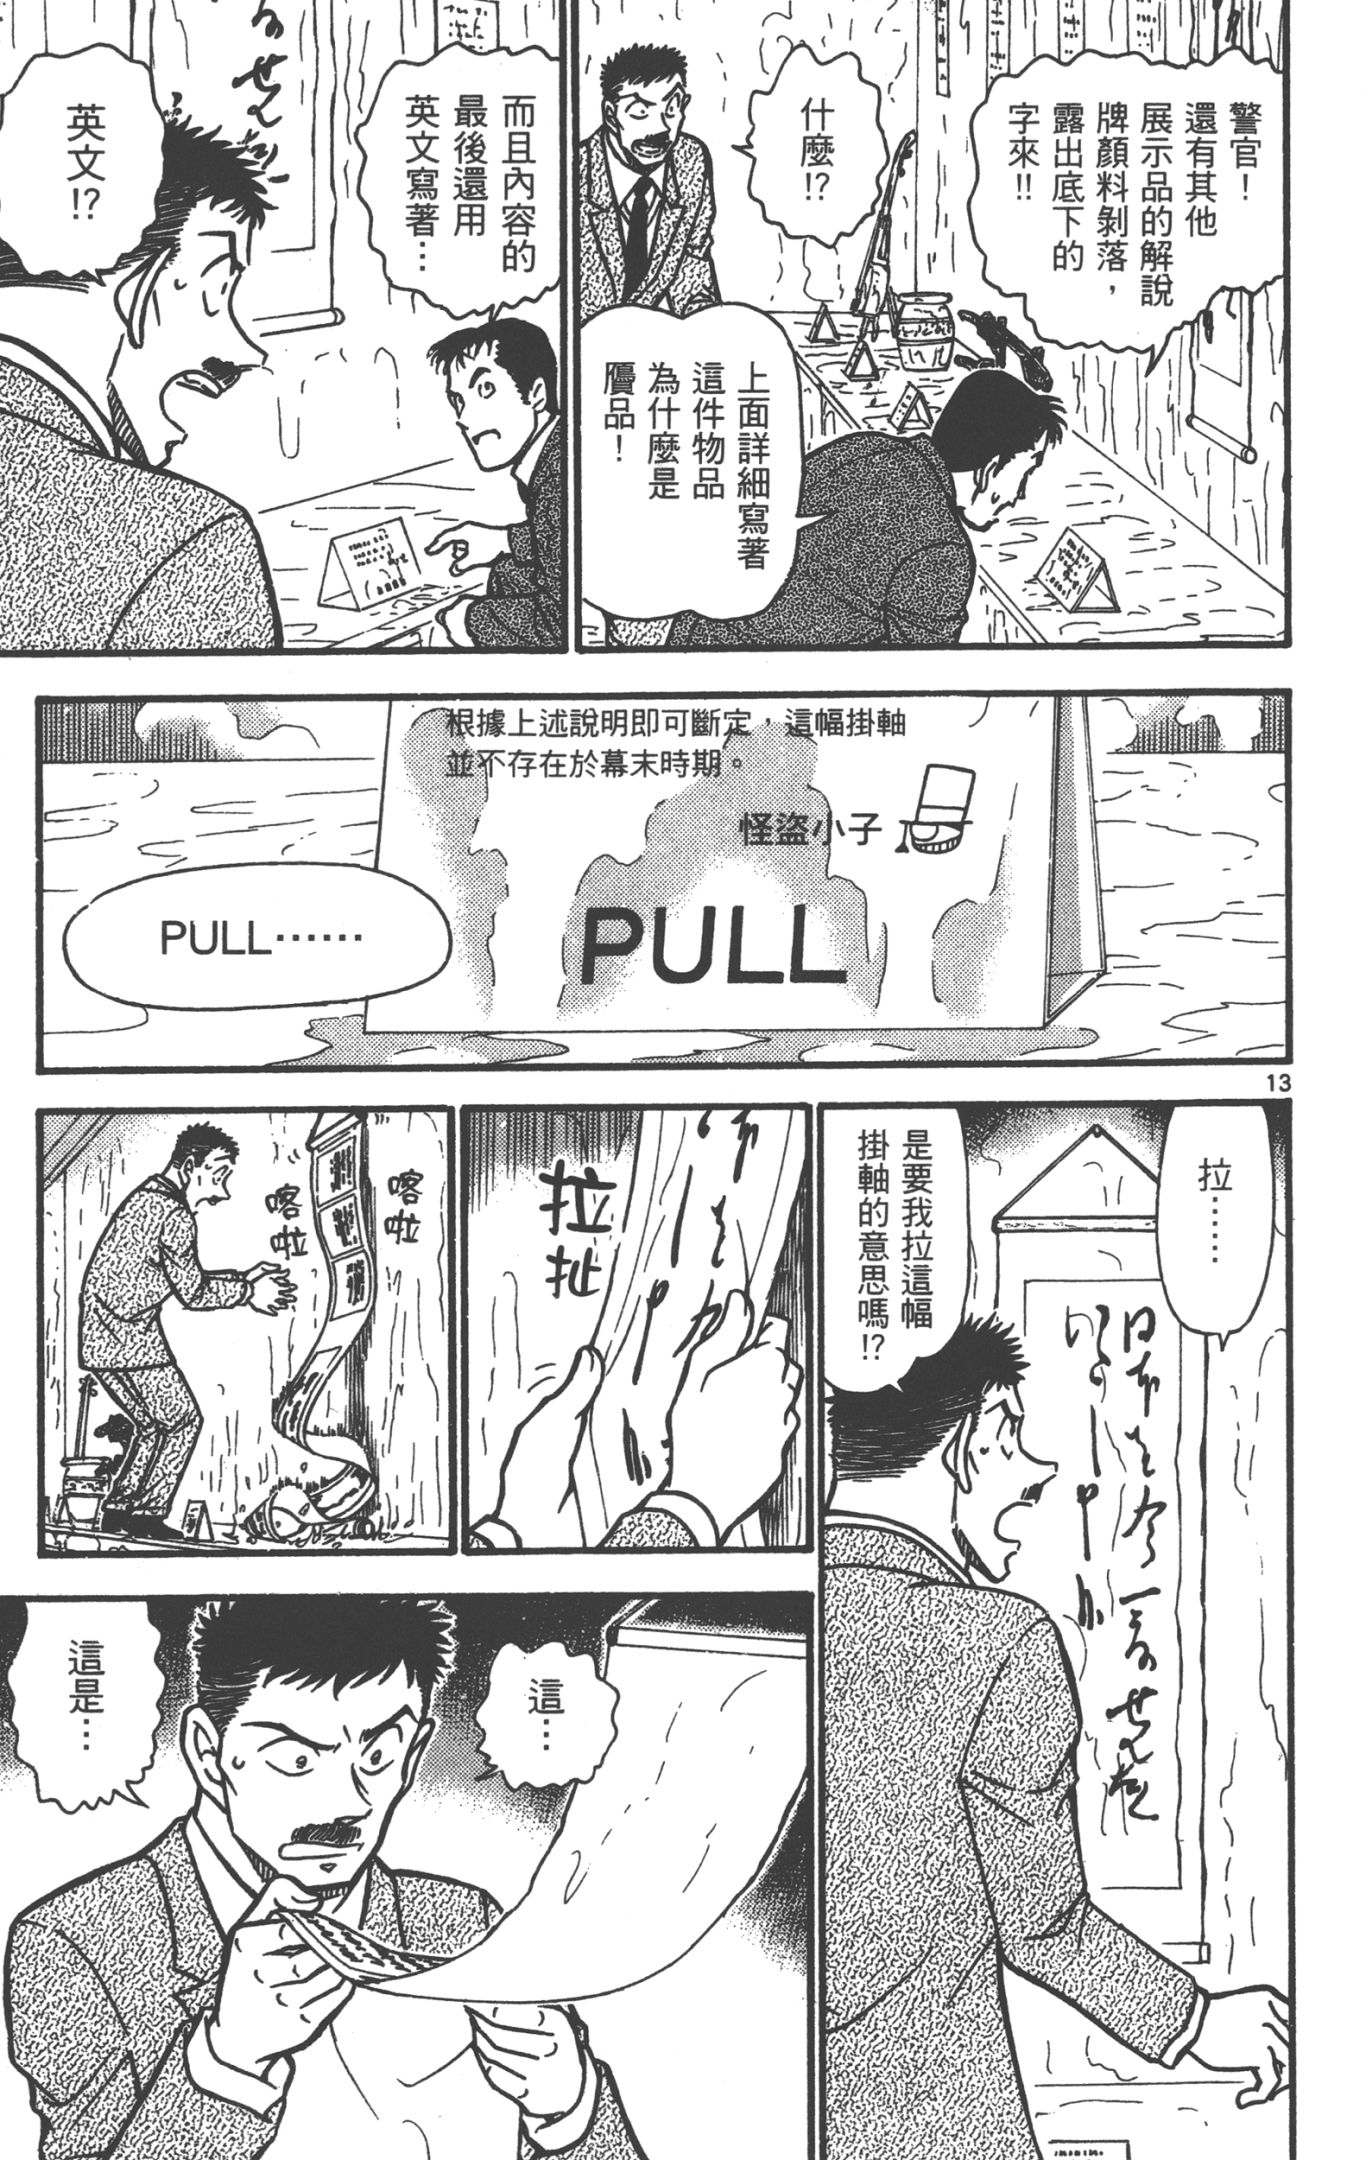 警官！
還有其他
展示品的解說
牌顏料剝落，
露出底下的
字來!!
什麼!?
上面詳細寫著
這件物品
為什麼是
贗品！
而且內容的
最後還用
英文寫著…
英文!?
根據上述說明即可斷定，這幅掛軸
並不存在於幕末時期。
怪盜小子
PULL
PULL……
13
拉……
是要我拉這幅
掛軸的意思嗎!?
拉
扯
喀
啦
喀
啦
這…
這是…